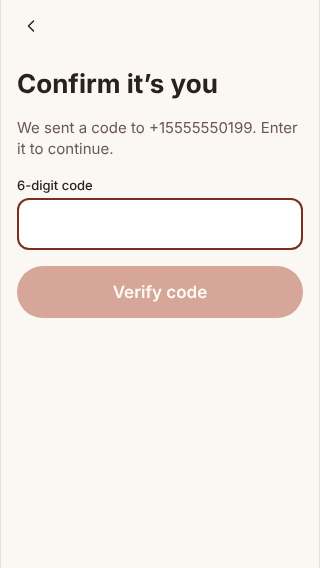 Confirm it’s you
We sent a code to +15555550199. Enter
it to continue.
6-digit code
Verify code